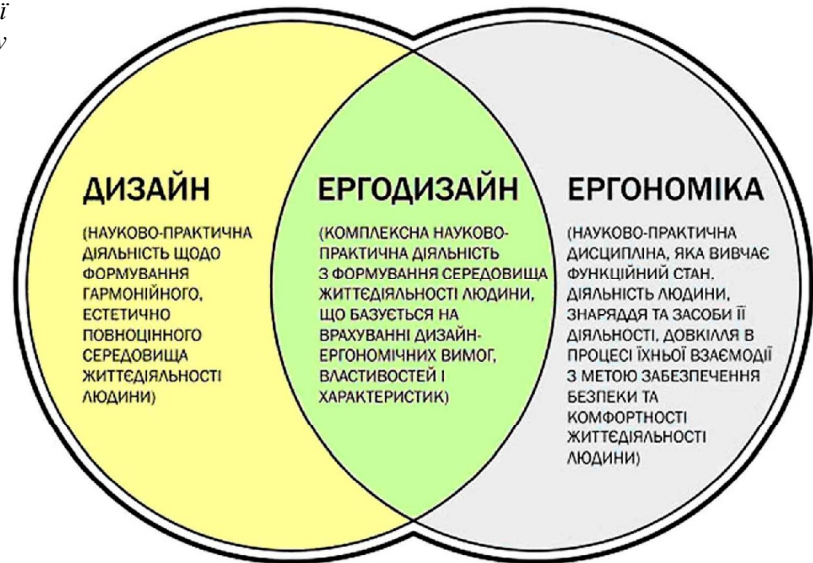 ї
у
ДИЗАЙН
(НАУКОВО-ПРАКТИЧНА
ДІЯЛЬНІСТЬ ЩОДО
ФОРМУВАННЯ
ГАРМОНІЙНОГО,
ЕСТЕТИЧНО
ПОВНОЦІННОГО
СЕРЕДОВИЩА
ЖИТТЄДІЯЛЬНОСТІ
ЛЮДИНИ)
ЕРГОДИЗАЙН
(КОМПЛЕКСНА НАУКОВО-
ПРАКТИЧНА ДІЯЛЬНІСТЬ
З ФОРМУВАННЯ СЕРЕДОВИЩА
ЖИТТЄДІЯЛЬНОСТІ ЛЮДИНИ,
ЩО БАЗУЄТЬСЯ НА
ВРАХУВАННІ ДИЗАЙН-
ЕРГОНОМІЧНИХ ВИМОГ,
ВЛАСТИВОСТЕЙ І
ХАРАКТЕРИСТИК)
ЕРГОНОМІКА
(НАУКОВО-ПРАКТИЧНА
ДИСЦИПЛІНА, ЯКА ВИВЧАЄ
ФУНКЦІЙНИЙ СТАН,
ДІЯЛЬНІСТЬ ЛЮДИНИ,
ЗНАРЯДДЯ ТА ЗАСОБИ ЇЇ
ДІЯЛЬНОСТІ, ДОВКІЛЛЯ В
ПРОЦЕСІ ЇХНЬОЇ ВЗАЄМОДІЇ
З МЕТОЮ ЗАБЕЗПЕЧЕННЯ
БЕЗПЕКИ ТА
КОМФОРТНОСТІ
ЖИТТЄДІЯЛЬНОСТІ
ЛЮДИНИ)